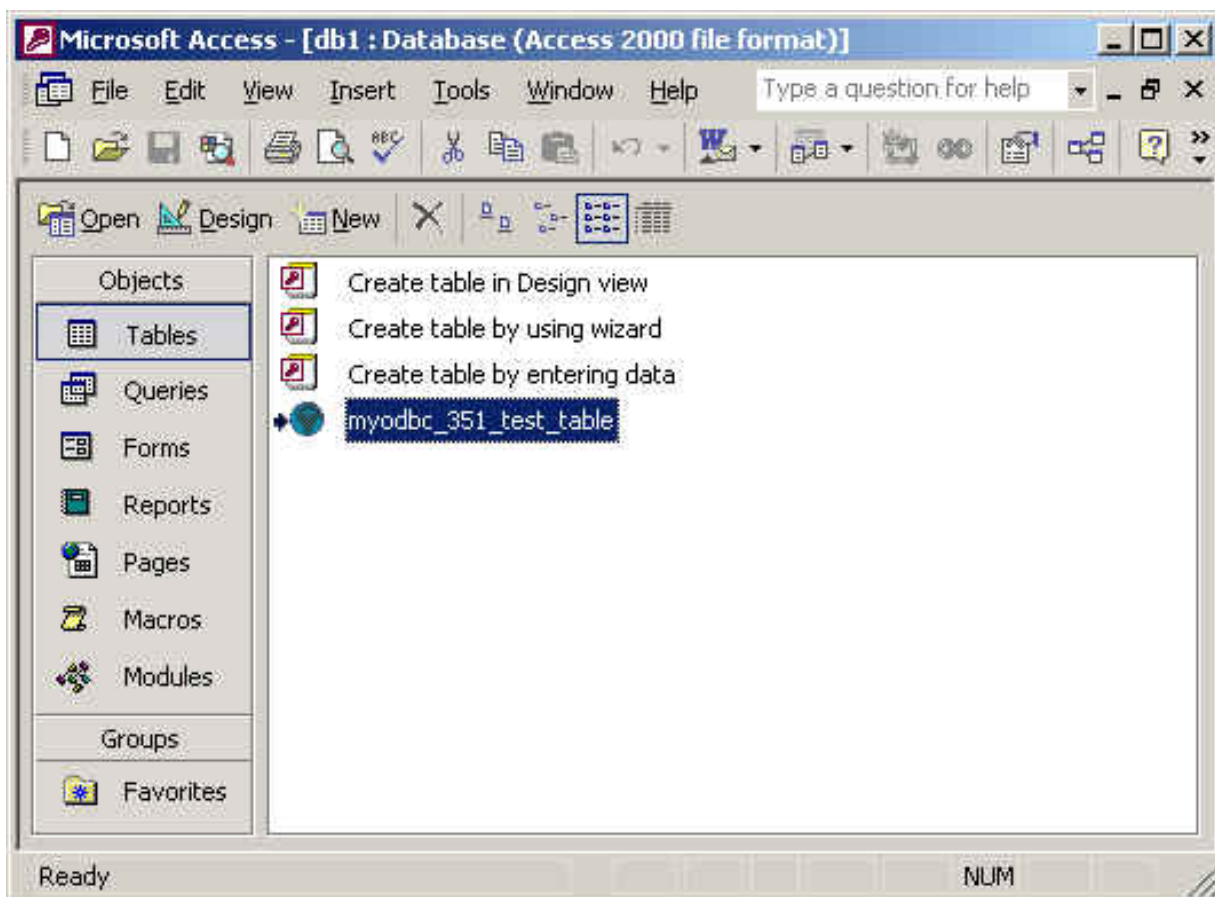 Microsoft Access - [db1 : Database (Access 2000 file format)]
File Edit View Insert Tools Window Help Type a question for help
Open Design New
Objects
Tables
Queries
Forms
Reports
Pages
Macros
Modules
Groups
Favorites
Create table in Design view
Create table by using wizard
Create table by entering data
myodbc_351_test_table
Ready NUM